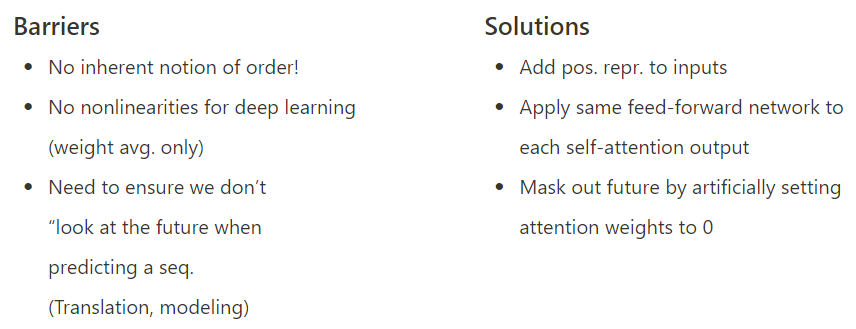 Barriers
• No inherent notion of order!
• No nonlinearities for deep learning
(weight avg. only)
• Need to ensure we don’t
“look at the future when
predicting a seq.
(Translation, modeling)
Solutions
• Add pos. repr. to inputs
• Apply same feed-forward network to
each self-attention output
• Mask out future by artificially setting
attention weights to 0